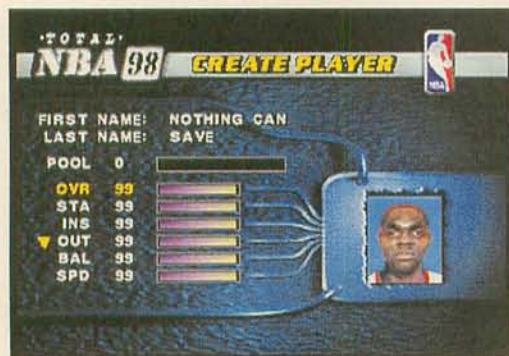 ·TOTAL·
NBA 98 CREATE PLAYER
NBA
FIRST NAME: NOTHING CAN
LAST NAME: SAVE
POOL 0
OVR 99
STA 99
INS 99
OUT 99
BAL 99
SPD 99